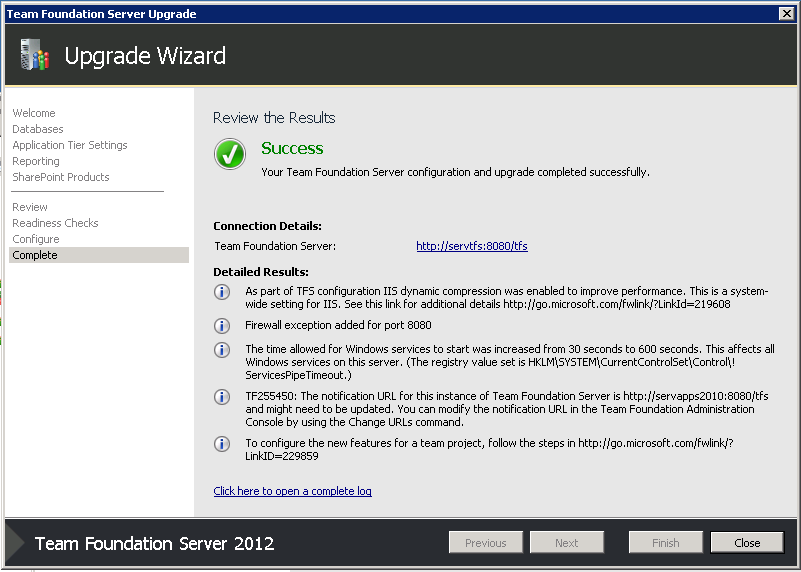 Team Foundation Server Upgrade
Upgrade Wizard
Welcome
Databases
Application Tier Settings
Reporting
SharePoint Products
Review
Readiness Checks
Configure
Complete
Review the Results
Success
Your Team Foundation Server configuration and upgrade completed successfully.
Connection Details:
Team Foundation Server: http://servtfs:8080/tfs
Detailed Results:
As part of TFS configuration IIS dynamic compression was enabled to improve performance. This is a system-
wide setting for IIS. See this link for additional details http://go.microsoft.com/fwlink/?LinkId=219608
Firewall exception added for port 8080
The time allowed for Windows services to start was increased from 30 seconds to 600 seconds. This affects all
Windows services on this server. (The registry value set is HKLM\SYSTEM\CurrentControlSet\Control\!
ServicesPipeTimeout.)
TF255450: The notification URL for this instance of Team Foundation Server is http://servapps2010:8080/tfs
and might need to be updated. You can modify the notification URL in the Team Foundation Administration
Console by using the Change URLs command.
To configure the new features for a team project, follow the steps in http://go.microsoft.com/fwlink/?
LinkID=229859
Click here to open a complete log
Team Foundation Server 2012
Previous Next Finish Close